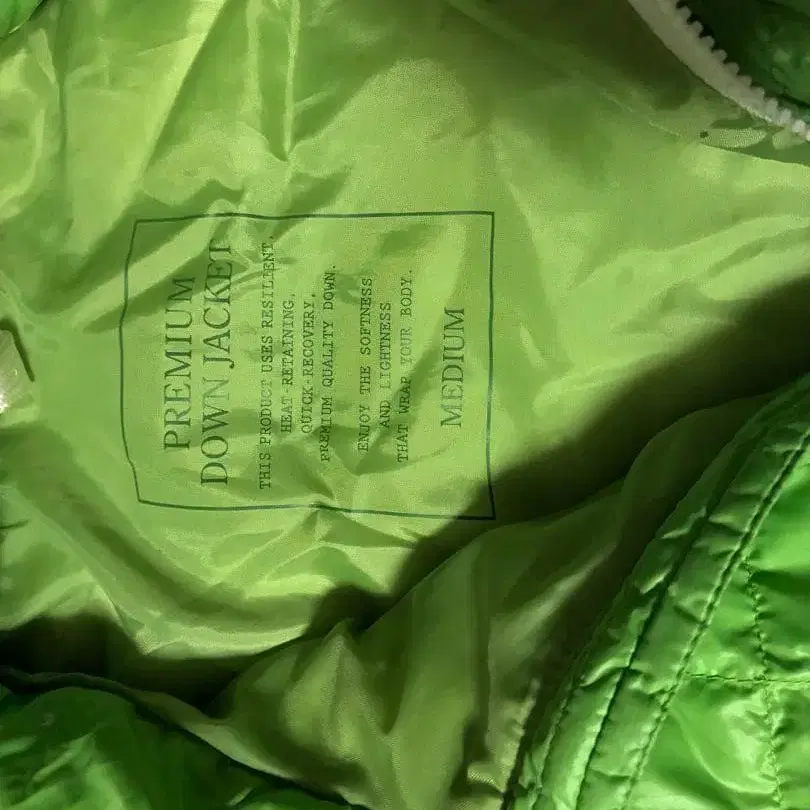 PREMIUM
DOWN JACKET
THIS PRODUCT USES RESILIENT,
HEAT-RETAINING,
QUICK-RECOVERY,
PREMIUM QUALITY DOWN.
ENJOY THE SOFTNESS
AND LIGHTNESS
THAT WRAP YOUR BODY.
MEDIUM